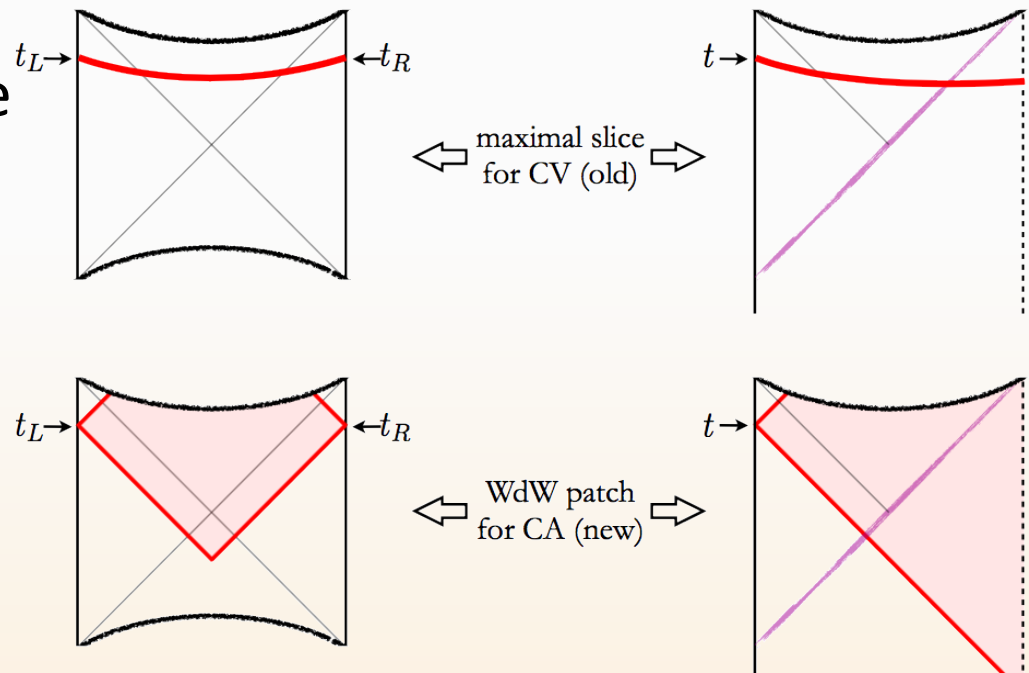 t_L
t_R
t
e
maximal slice
for CV (old)
t_L
t_R
t
WdW patch
for CA (new)